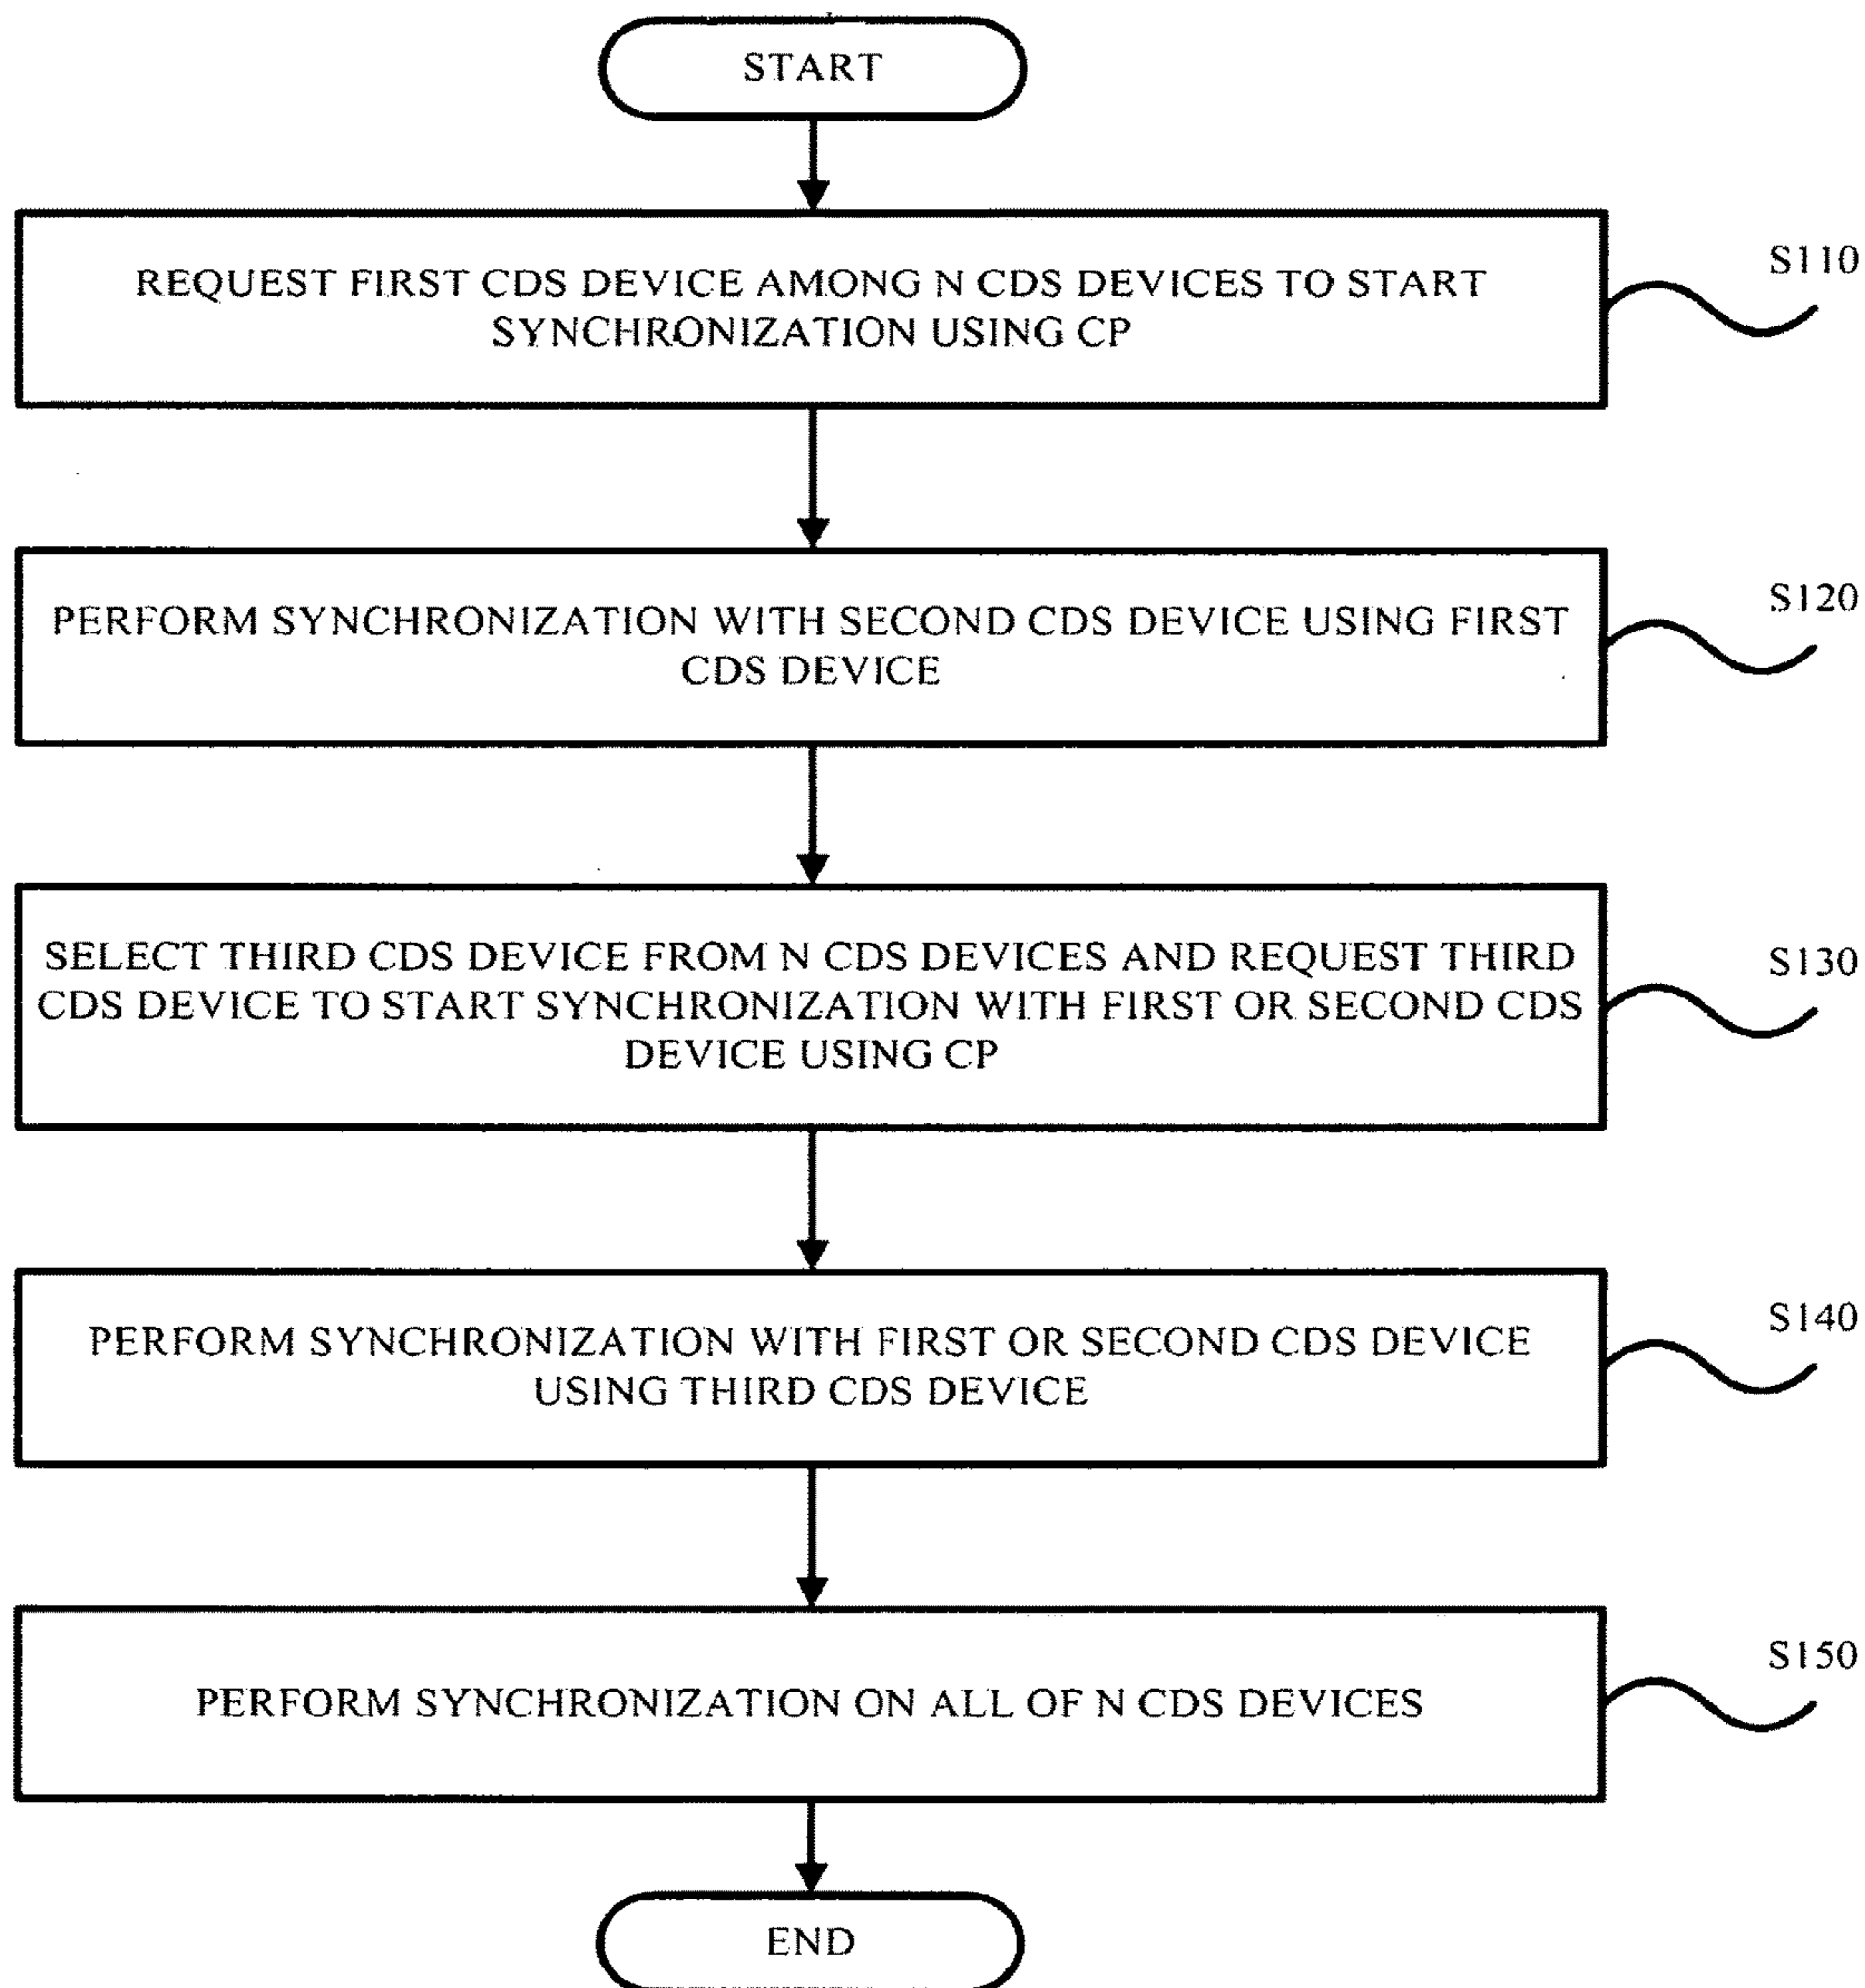 START
REQUEST FIRST CDS DEVICE AMONG N CDS DEVICES TO START
SYNCHRONIZATION USING CP
S110
PERFORM SYNCHRONIZATION WITH SECOND CDS DEVICE USING FIRST
CDS DEVICE
S120
SELECT THIRD CDS DEVICE FROM N CDS DEVICES AND REQUEST THIRD
CDS DEVICE TO START SYNCHRONIZATION WITH FIRST OR SECOND CDS
DEVICE USING CP
S130
PERFORM SYNCHRONIZATION WITH FIRST OR SECOND CDS DEVICE
USING THIRD CDS DEVICE
S140
PERFORM SYNCHRONIZATION ON ALL OF N CDS DEVICES
S150
END